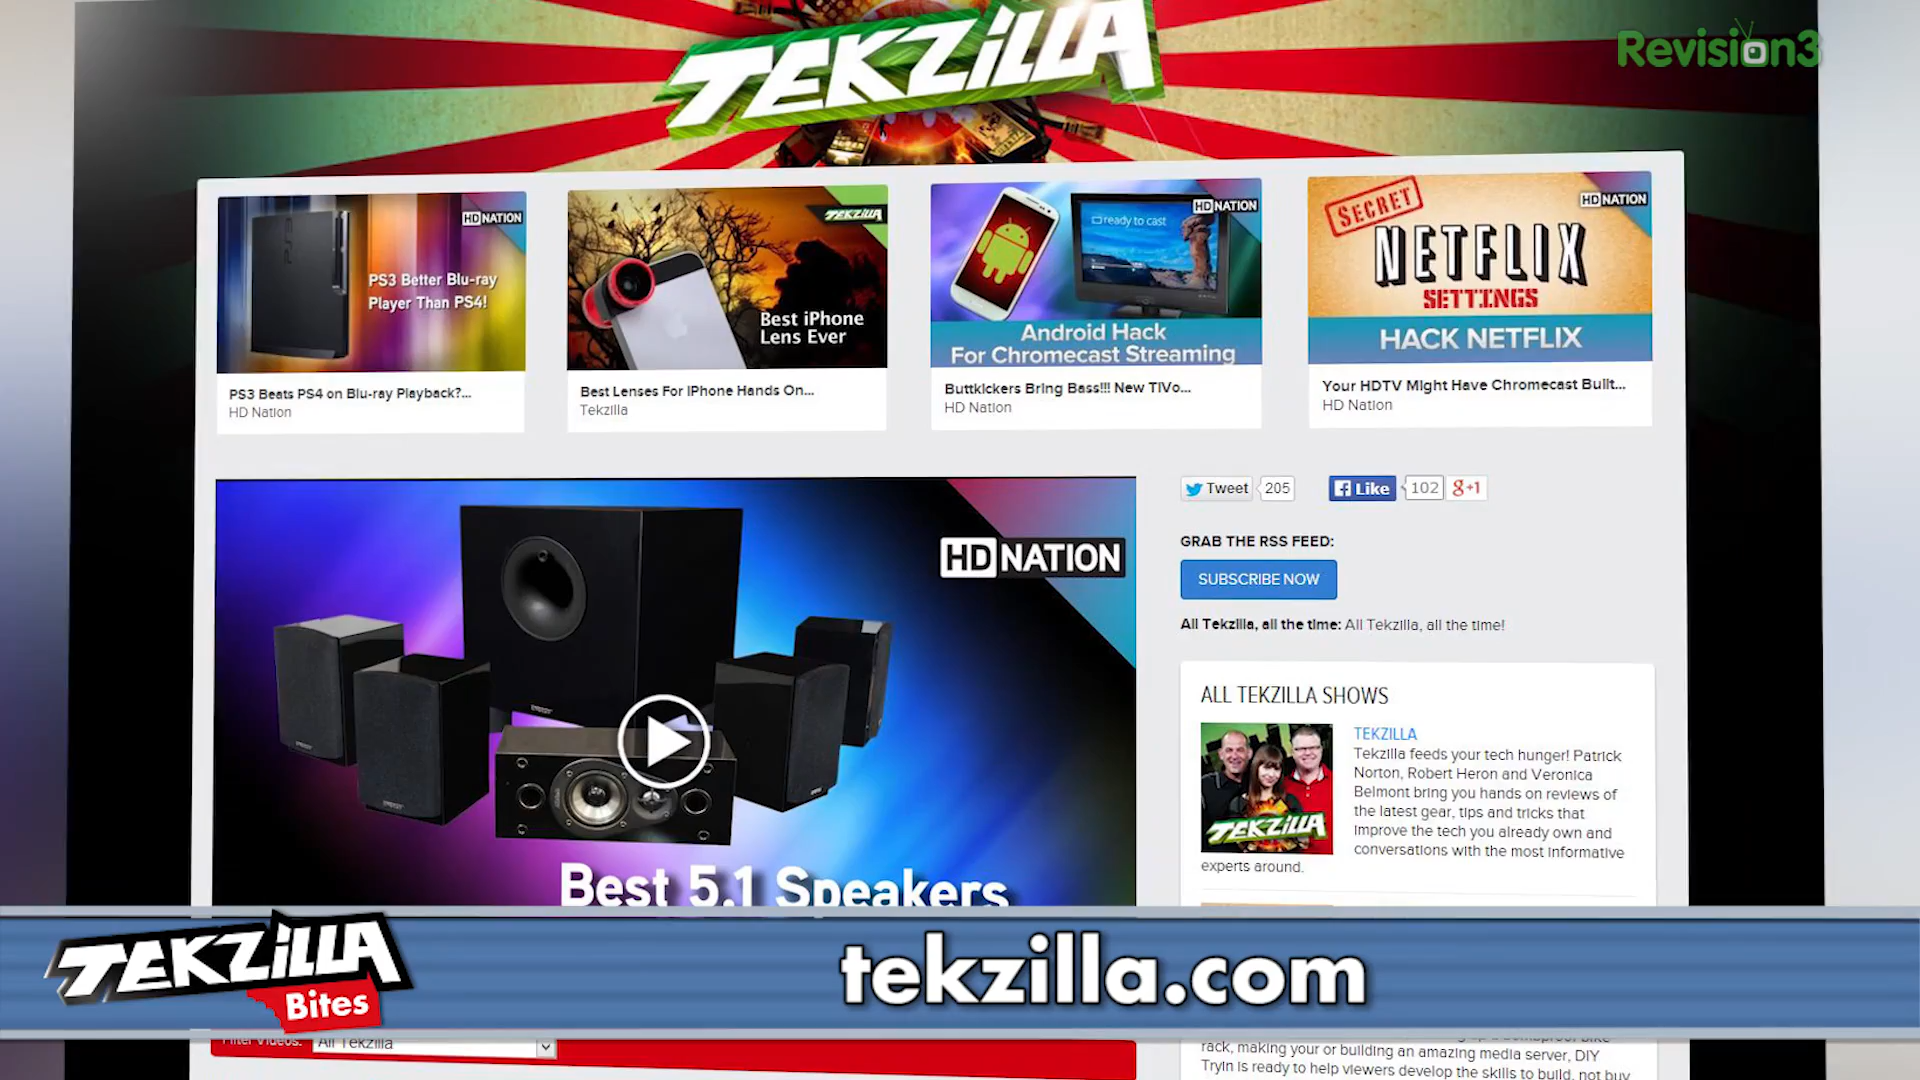 TEKZILLA
Revision3
HD NATION
PS3 Better Blu-ray
Player Than PS4!
PS3 Beats PS4 on Blu-ray Playback?...
HD Nation
TEKZILLA
Best iPhone
Lens Ever
Best Lenses For iPhone Hands On...
Tekzilla
HD NATION
ready to cast
Android Hack
For Chromecast Streaming
Buttkickers Bring Bass!!! New TiVo...
HD Nation
SECRET
HD NATION
NETFLIX
SETTINGS
HACK NETFLIX
Your HDTV Might Have Chromecast Built...
HD Nation
HD NATION
Best 5.1 Speakers
Tweet 205
Like 102
g+1
GRAB THE RSS FEED:
SUBSCRIBE NOW
All Tekzilla, all the time: All Tekzilla, all the time!
ALL TEKZILLA SHOWS
TEKZILLA
TEKZILLA
Tekzilla feeds your tech hunger! Patrick
Norton, Robert Heron and Veronica
Belmont bring you hands on reviews of
the latest gear, tips and tricks that
improve the tech you already own and
conversations with the most informative
experts around.
TEKZILLA
Bites
tekzilla.com
Filter Videos: All Tekzilla
rack, making your or building an amazing media server, DIY
Tryin is ready to help viewers develop the skills to build, not buy